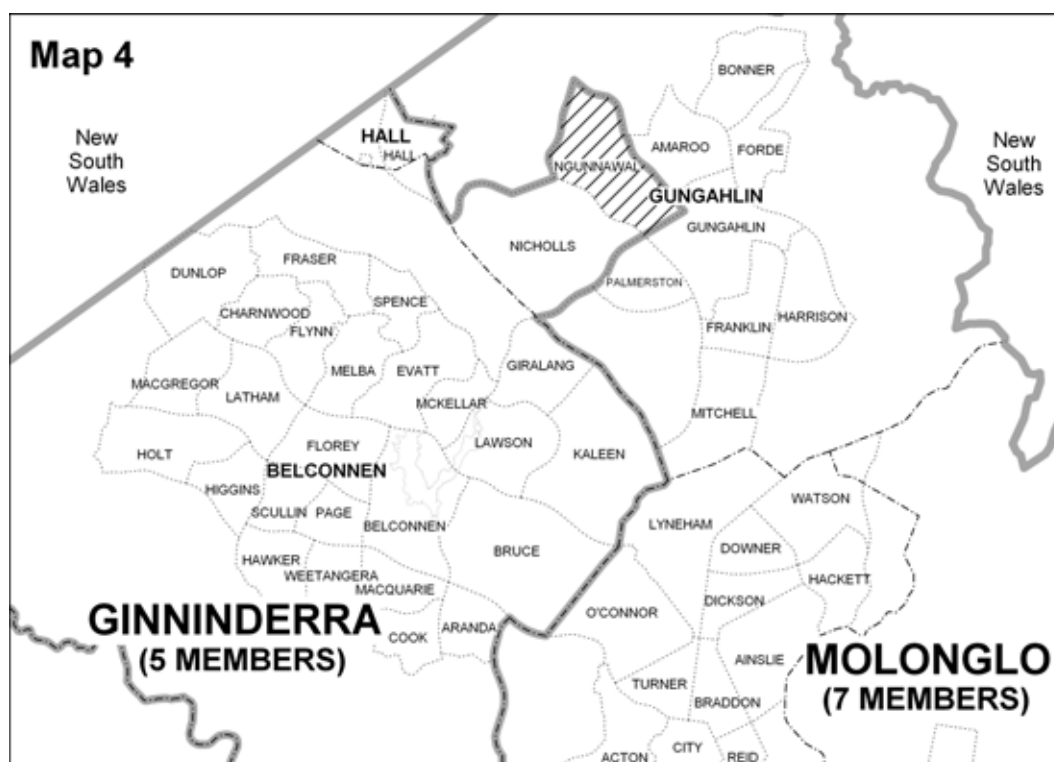 Map 4
BONNER
New
South
Wales
HALL
HALL
AMAROO
FORDE
New
South
Wales
NGUNNAWAL
GUNGAHLIN
GUNGAHLIN
NICHOLLS
DUNLOP
FRASER
PALMERSTON
SPENCE
CHARNWOOD
FLYNN
FRANKLIN
HARRISON
GIRALANG
MELBA
EVATT
MACGREGOR
LATHAM
MCKELLAR
MITCHELL
FLOREY
LAWSON
HOLT
KALEEN
BELCONNEN
HIGGINS
WATSON
SCULLIN
PAGE
BELCONNEN
LYNEHAM
DOWNER
BRUCE
HAWKER
WEETANGERA
MACQUARIE
HACKETT
DICKSON
GINNINDERRA
(5 MEMBERS)
COOK
ARANDA
O'CONNOR
AINSLIE
MOLONGLO
(7 MEMBERS)
TURNER
BRADDON
ACTON
CITY
REID